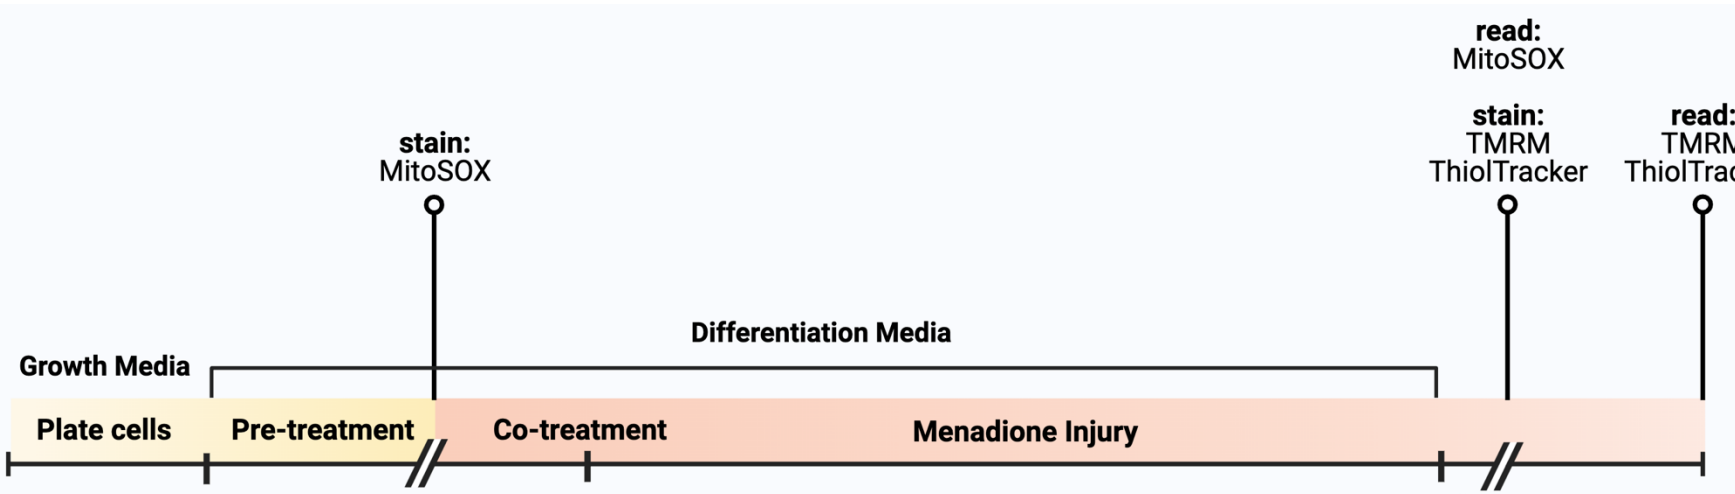 read:
MitoSOX
stain:
TMRM
ThiolTracker
read:
stain:
MitoSOX
Differentiation Media
Growth Media
Plate cells
Pre-treatment
Co-treatment
Menadione Injury